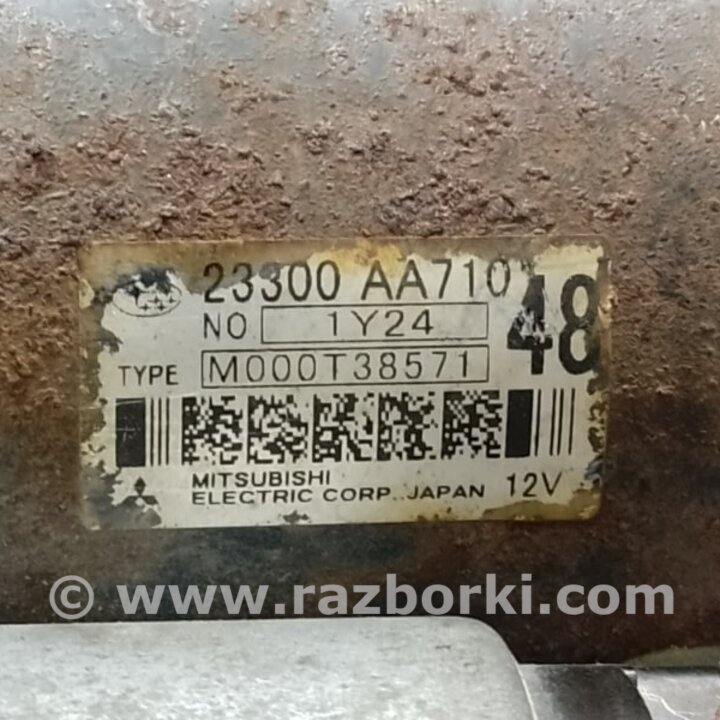 23300 AA710
48
NO. 1Y24
TYPE M000T38571
MITSUBISHI
ELECTRIC CORP. JAPAN 12V
© www.razborki.com